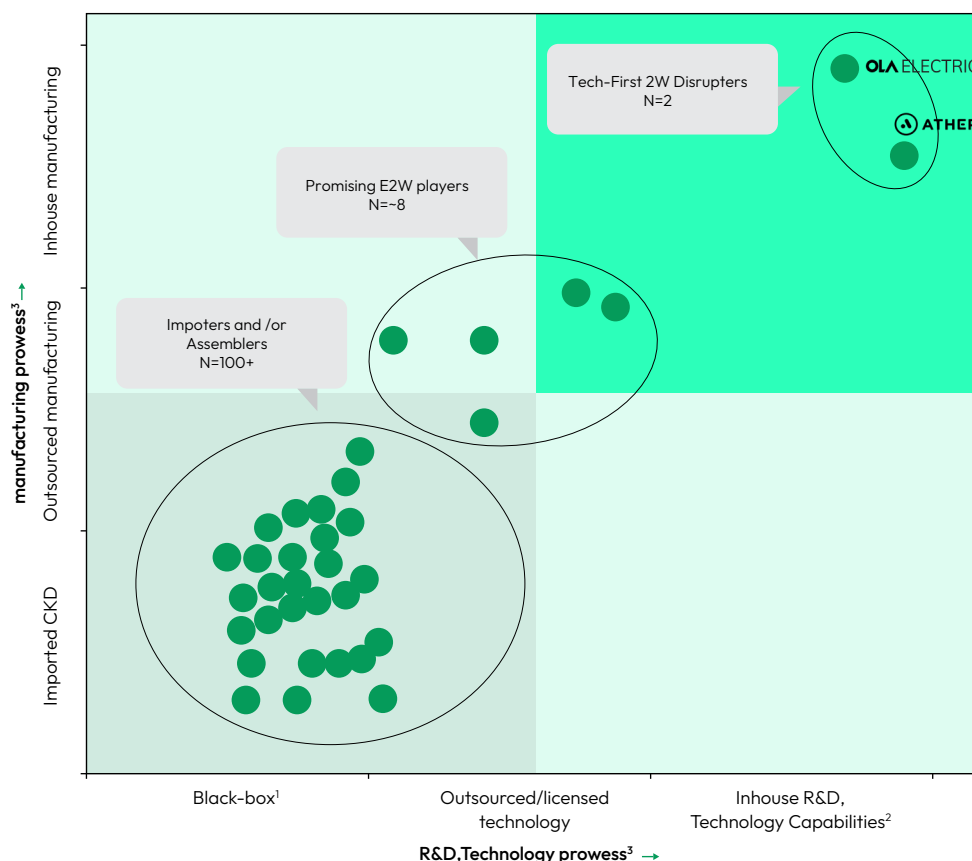 OLA ELECTRIC
Tech-First 2W Disrupters
N=2
ATHER
Promising E2W players
N=~8
Impoters and /or
Assemblers
N=100+
manufacturing prowess³ →
Inhouse manufacturing
Outsourced manufacturing
Imported CKD
Black-box¹
Outsourced/licensed
technology
Inhouse R&D,
Technology Capabilities²
R&D,Technology prowess³ →